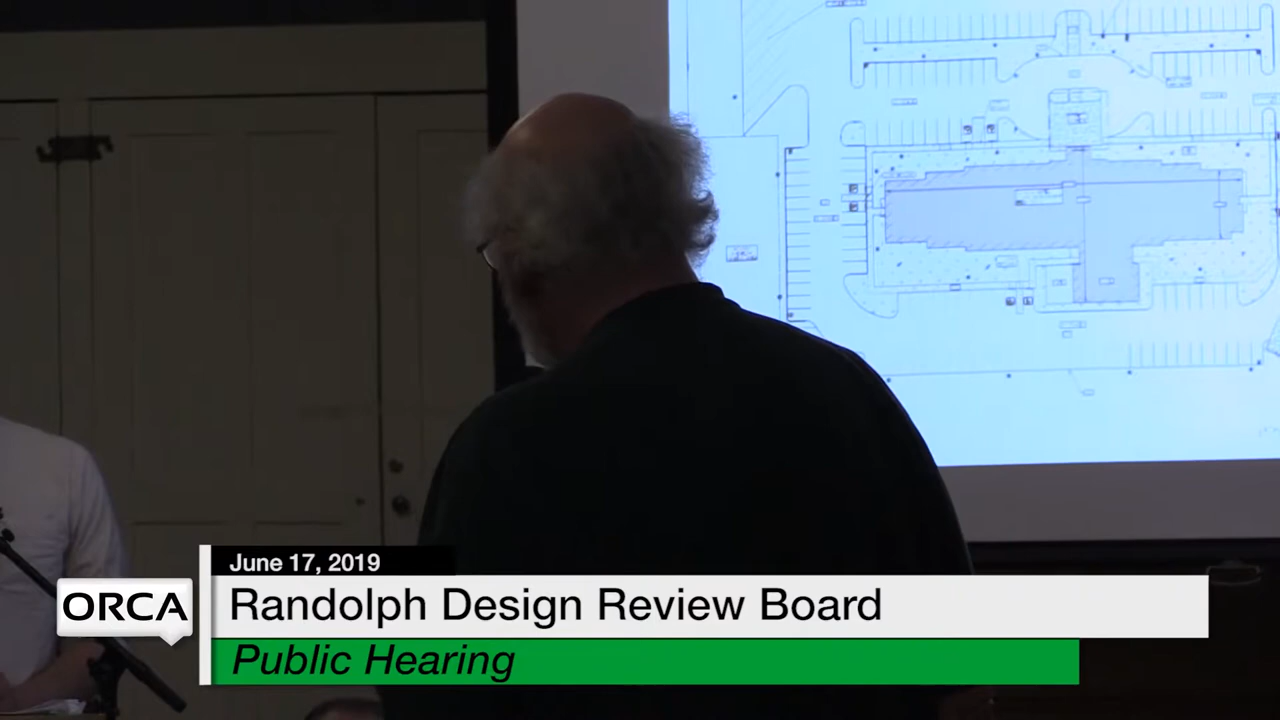 June 17, 2019
ORCA
Randolph Design Review Board
Public Hearing